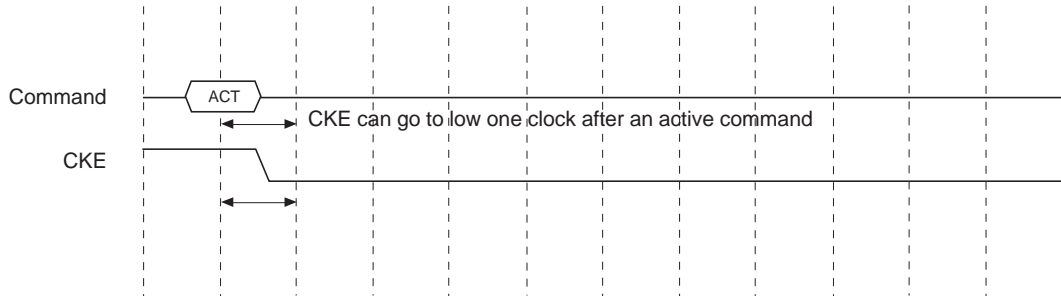 Command
ACT
CKE can go to low one clock after an active command
CKE